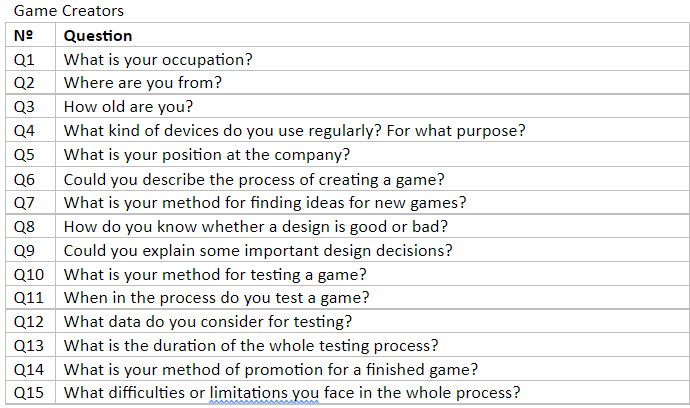 Game Creators
Nº Question
Q1 What is your occupation?
Q2 Where are you from?
Q3 How old are you?
Q4 What kind of devices do you use regularly? For what purpose?
Q5 What is your position at the company?
Q6 Could you describe the process of creating a game?
Q7 What is your method for finding ideas for new games?
Q8 How do you know whether a design is good or bad?
Q9 Could you explain some important design decisions?
Q10 What is your method for testing a game?
Q11 When in the process do you test a game?
Q12 What data do you consider for testing?
Q13 What is the duration of the whole testing process?
Q14 What is your method of promotion for a finished game?
Q15 What difficulties or limitations you face in the whole process?